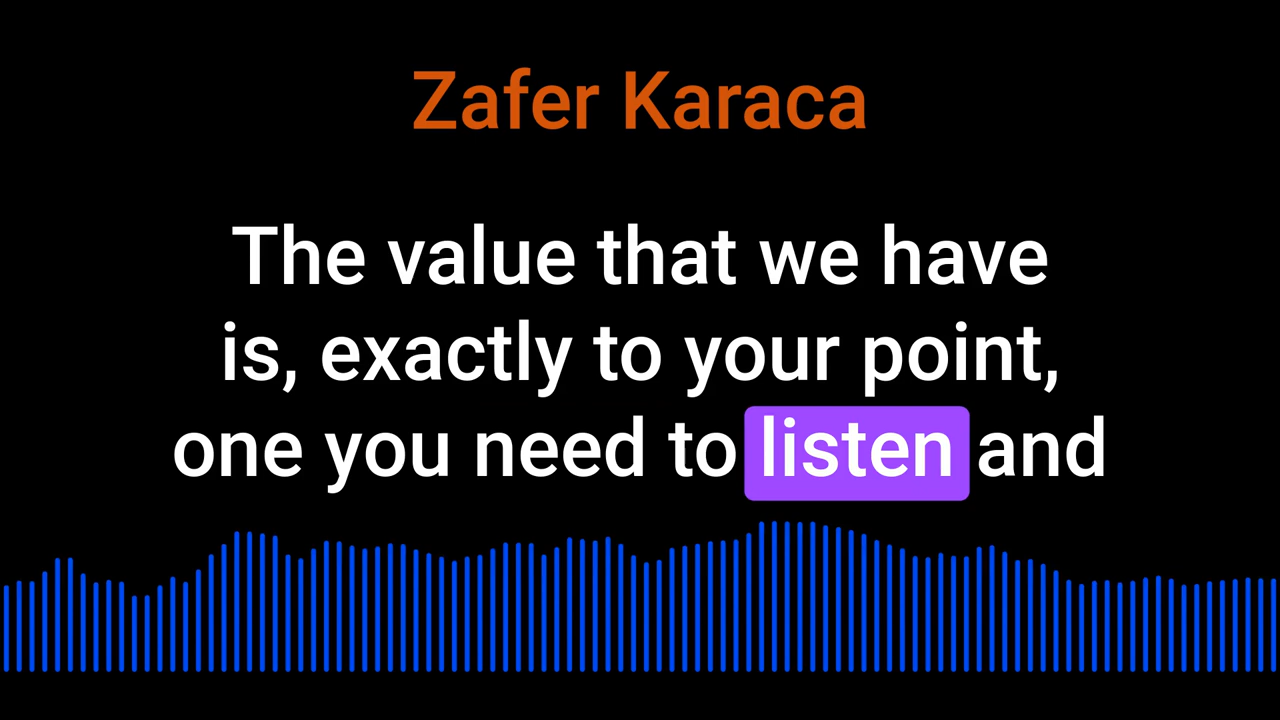 Zafer Karaca
The value that we have
is, exactly to your point,
one you need to listen and